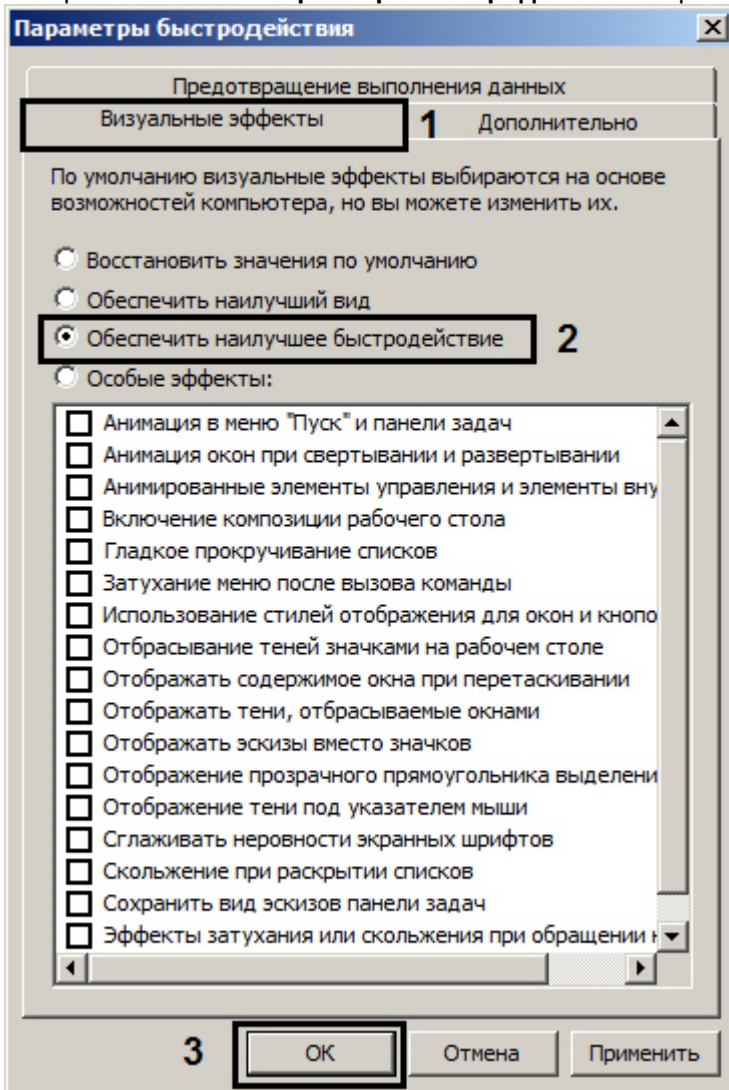 Параметры быстродействия
Предотвращение выполнения данных
Визуальные эффекты 1 Дополнительно
По умолчанию визуальные эффекты выбираются на основе
возможностей компьютера, но вы можете изменить их.
Восстановить значения по умолчанию
Обеспечить наилучший вид
Обеспечить наилучшее быстродействие 2
Особые эффекты:
Анимация в меню "Пуск" и панели задач
Анимация окон при свертывании и развертывании
Анимированные элементы управления и элементы вну
Включение композиции рабочего стола
Гладкое прокручивание списков
Затухание меню после вызова команды
Использование стилей отображения для окон и кнопо
Отбрасывание теней значками на рабочем столе
Отображать содержимое окна при перетаскивании
Отображать тени, отбрасываемые окнами
Отображать эскизы вместо значков
Отображение прозрачного прямоугольника выделени
Отображение тени под указателем мыши
Сглаживать неровности экранных шрифтов
Скольжение при раскрытии списков
Сохранить вид эскизов панели задач
Эффекты затухания или скольжения при обращении
3 ОК Отмена Применить